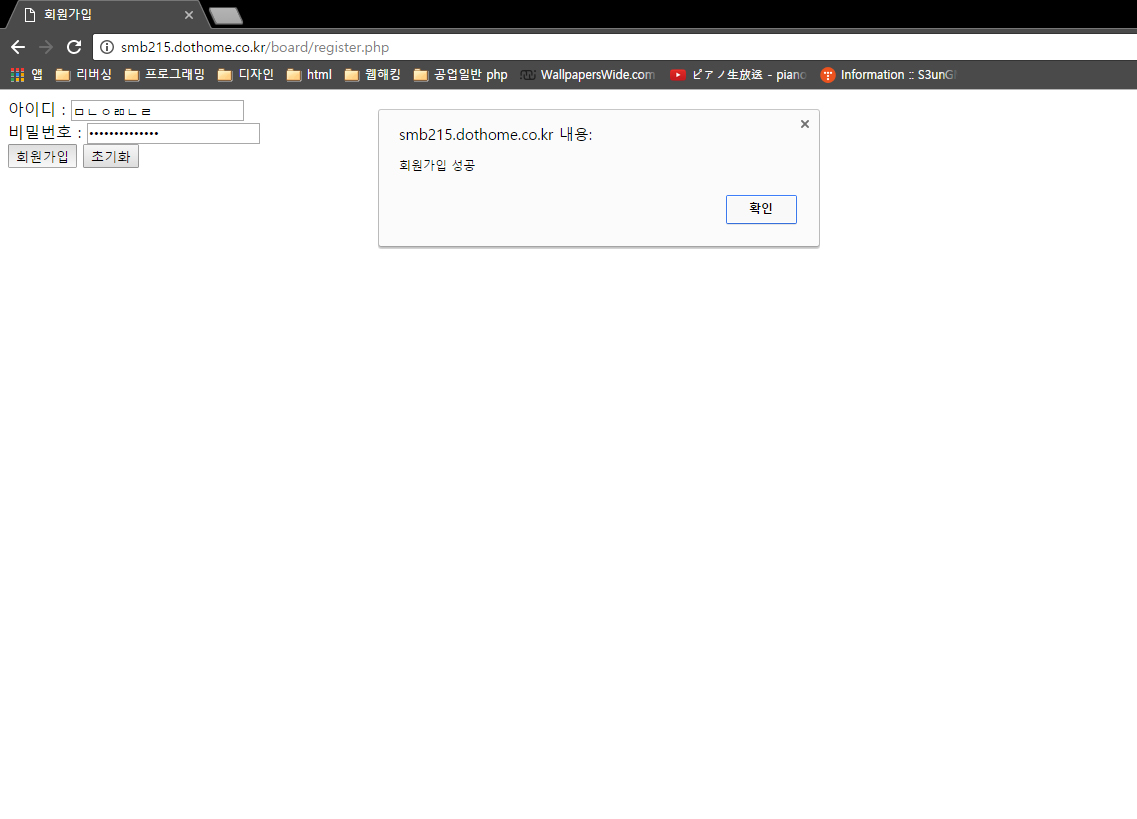 회원가입
smb215.dothome.co.kr/board/register.php
앱 리버싱 프로그래밍 디자인 html 웹해킹 공업일반 php WallpapersWide.com ピアノ生放送 - piano Information :: S3unG
아이디 : ㅁㄴㅇㄻㄴㄹ
비밀번호 : ••••••••••••••
회원가입 초기화
smb215.dothome.co.kr 내용:
회원가입 성공
확인